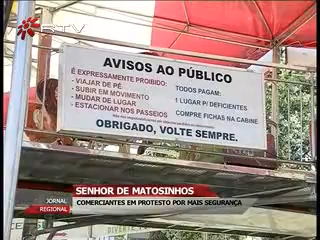 RTV
AVISOS AO PÚBLICO
É EXPRESSAMENTE PROIBIDO:
- VIAJAR DE PÉ
- SUBIR EM MOVIMENTO
- MUDAR DE LUGAR
- ESTACIONAR NOS PASSEIOS
TODOS PAGAM:
1 LUGAR P/ DEFICIENTES
COMPRE FICHAS NA CABINE
OBRIGADO, VOLTE SEMPRE.
JORNAL
REGIONAL
SENHOR DE MATOSINHOS
COMERCIANTES EM PROTESTO POR MAIS SEGURANÇA